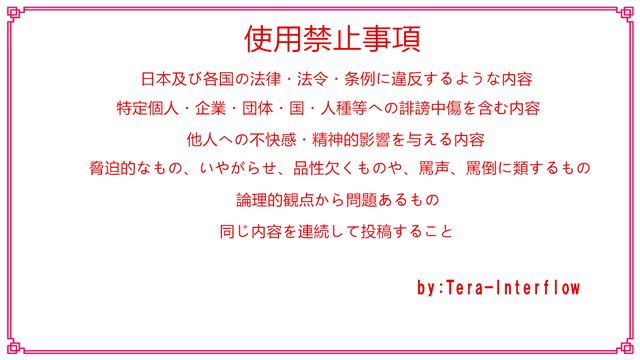 使用禁止事項
日本及び各国の法律・法令・条例に違反するような内容
特定個人・企業・団体・国・人種等への誹謗中傷を含む内容
他人への不快感・精神的影響を与える内容
脅迫的なもの、いやがらせ、品性欠くものや、罵声、罵倒に類するもの
論理的観点から問題あるもの
同じ内容を連続して投稿すること
by:Tera-Interflow